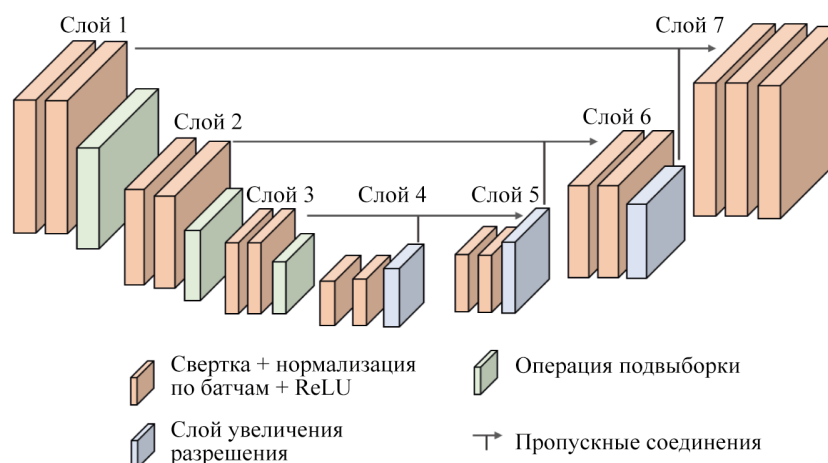 Слой 1
Слой 7
Слой 2
Слой 6
Слой 3
Слой 4
Слой 5
Свертка + нормализация
по батчам + ReLU
Операция подвыборки
Слой увеличения
разрешения
Пропускные соединения